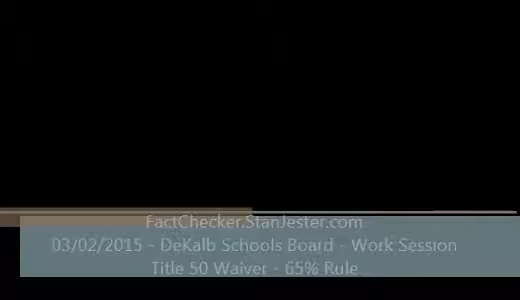 FactChecker.StanJester.com
03/02/2015 - DeKalb Schools Board - Work Session
Title 50 Waiver - 65% Rule